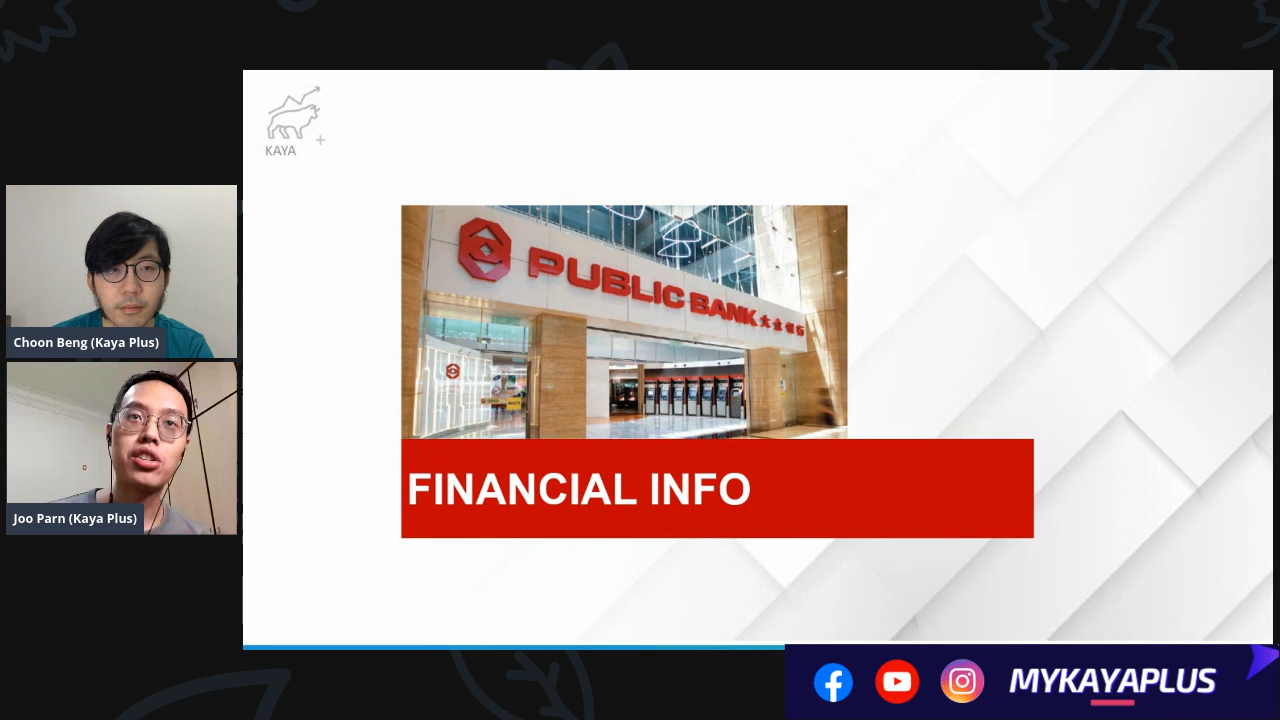 KAYA
PUBLIC BANK 大众银行
Choon Beng (Kaya Plus)
Joo Parn (Kaya Plus)
FINANCIAL INFO
MYKAYAPLUS